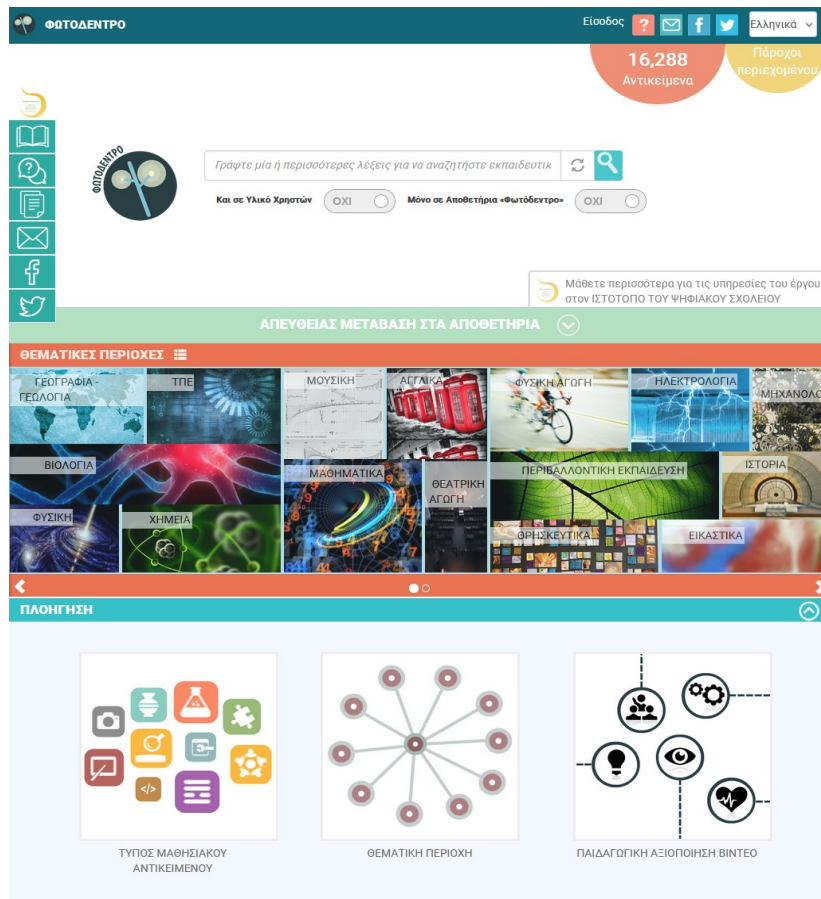 ΦΩΤΟΔΕΝΤΡΟ
Είσοδος
?
Ελληνικά
16,288
Αντικείμενα
Πάροχοι
περιεχομένου
ΦΩΤΟΔΕΝΤΡΟ
Γράψτε μία ή περισσότερες λέξεις για να αναζητήστε εκπαιδευτικ
Και σε Υλικό Χρηστών ΟΧΙ Μόνο σε Αποθετήρια «Φωτόδεντρο» ΟΧΙ
Μάθετε περισσότερα για τις υπηρεσίες του έργου
στον ΙΣΤΟΤΟΠΟ ΤΟΥ ΨΗΦΙΑΚΟΥ ΣΧΟΛΕΙΟΥ
ΑΠΕΥΘΕΙΑΣ ΜΕΤΑΒΑΣΗ ΣΤΑ ΑΠΟΘΕΤΗΡΙΑ
ΘΕΜΑΤΙΚΕΣ ΠΕΡΙΟΧΕΣ
ΓΕΩΓΡΑΦΙΑ -
ΓΕΩΛΟΓΙΑ
ΤΠΕ
ΜΟΥΣΙΚΗ
ΑΓΓΛΙΚΑ
ΦΥΣΙΚΗ ΑΓΩΓΗ
ΗΛΕΚΤΡΟΛΟΓΙΑ
ΜΗΧΑΝΟΛΟ
ΒΙΟΛΟΓΙΑ
ΜΑΘΗΜΑΤΙΚΑ
ΘΕΑΤΡΙΚΗ
ΑΓΩΓΗ
ΠΕΡΙΒΑΛΛΟΝΤΙΚΗ ΕΚΠΑΙΔΕΥΣΗ
ΙΣΤΟΡΙΑ
ΦΥΣΙΚΗ
ΧΗΜΕΙΑ
ΘΡΗΣΚΕΥΤΙΚΑ
ΕΙΚΑΣΤΙΚΑ
ΠΛΟΗΓΗΣΗ
</>
ΤΥΠΟΣ ΜΑΘΗΣΙΑΚΟΥ
ΑΝΤΙΚΕΙΜΕΝΟΥ
ΘΕΜΑΤΙΚΗ ΠΕΡΙΟΧΗ
ΠΑΙΔΑΓΩΓΙΚΗ ΑΞΙΟΠΟΙΗΣΗ ΒΙΝΤΕΟ